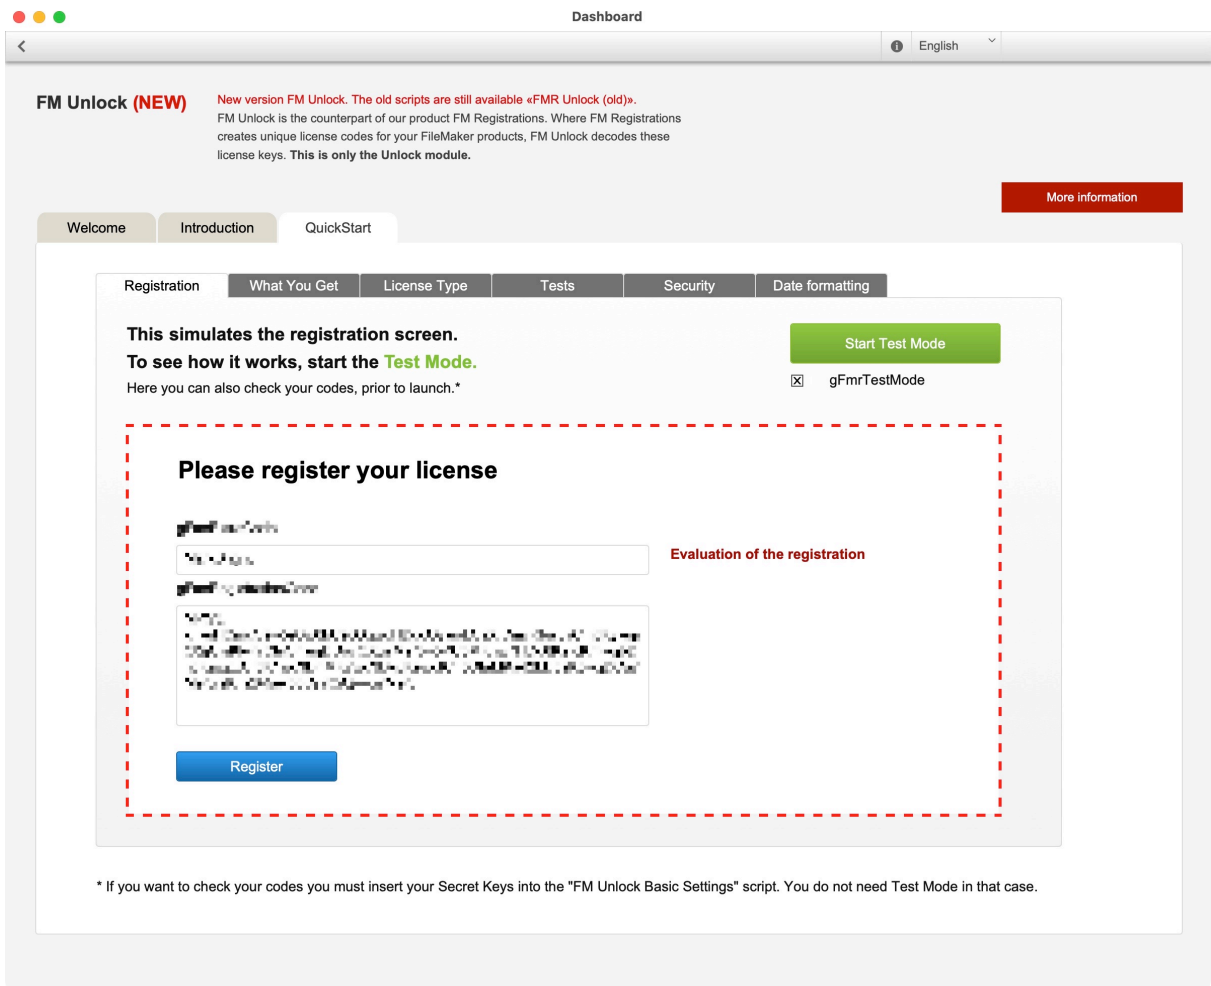 Dashboard
English
FM Unlock (NEW)
New version FM Unlock. The old scripts are still available «FMR Unlock (old)».
FM Unlock is the counterpart of our product FM Registrations. Where FM Registrations
creates unique license codes for your FileMaker products, FM Unlock decodes these
license keys. This is only the Unlock module.
More information
Welcome
Introduction
QuickStart
Registration
What You Get
License Type
Tests
Security
Date formatting
This simulates the registration screen.
To see how it works, start the Test Mode.
Here you can also check your codes, prior to launch.*
Start Test Mode
gFmrTestMode
Please register your license
Evaluation of the registration
Register
* If you want to check your codes you must insert your Secret Keys into the "FM Unlock Basic Settings" script. You do not need Test Mode in that case.